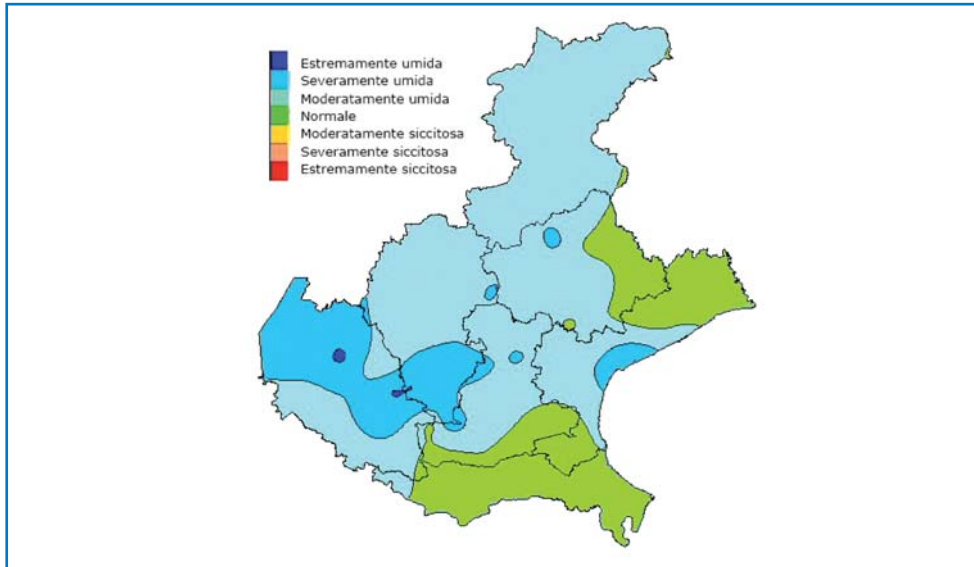 Estremamente umida
Severamente umida
Moderatamente umida
Normale
Moderatamente siccitosa
Severamente siccitosa
Estremamente siccitosa